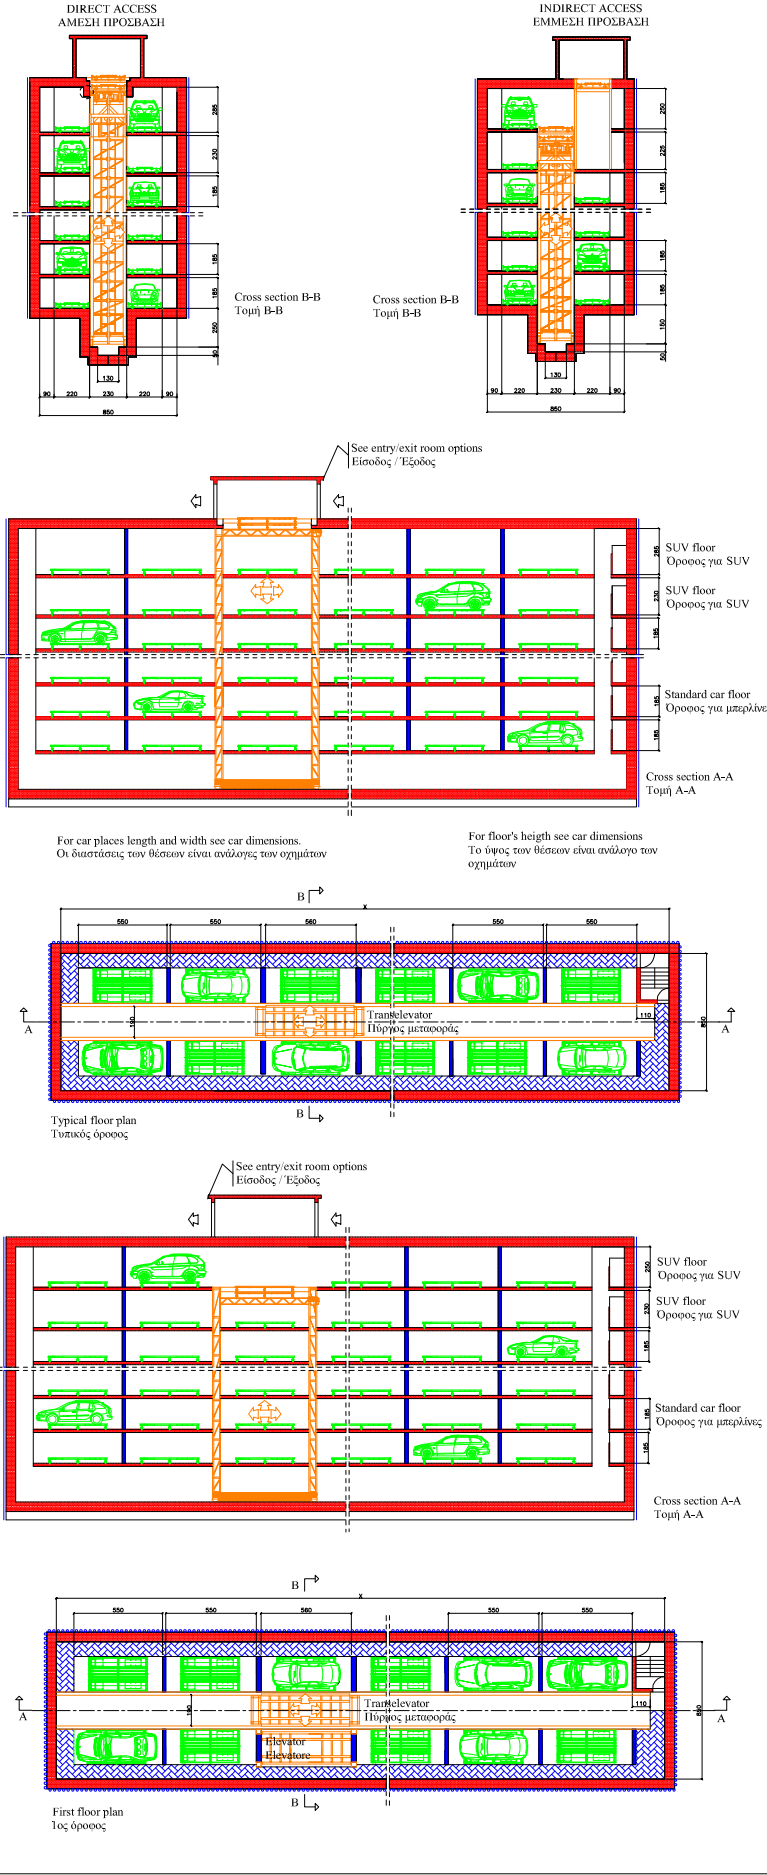 DIRECT ACCESS
ΑΜΕΣΗ ΠΡΟΣΒΑΣΗ
INDIRECT ACCESS
ΕΜΜΕΣΗ ΠΡΟΣΒΑΣΗ
285
230
185
185
185
250
50
130
90 220 230 220 90
850
Cross section B-B
Τομή B-B
250
225
185
185
185
150
50
130
90 220 230 220 90
850
Cross section B-B
Τομή B-B
See entry/exit room options
Είσοδος / Έξοδος
285
SUV floor
Όροφος για SUV
230
SUV floor
Όροφος για SUV
185
185
Standard car floor
Όροφος για μπερλίνε
185
Cross section A-A
Τομή A-A
For car places length and width see car dimensions.
Οι διαστάσεις των θέσεων είναι ανάλογες των οχημάτων
For floor's heigth see car dimensions
Το ύψος των θέσεων είναι ανάλογο των
οχημάτων
B
X
550 550 560 550 550
Transelevator
Πύργος μεταφοράς
190
110
850
A
A
B
Typical floor plan
Τυπικός όροφος
See entry/exit room options
Είσοδος / Έξοδος
250
SUV floor
Όροφος για SUV
230
SUV floor
Όροφος για SUV
185
185
Standard car floor
Όροφος για μπερλίνες
185
Cross section A-A
Τομή A-A
B
X
550 550 560 550 550
Transelevator
Πύργος μεταφοράς
190
110
850
A
A
Elevator
Elevatore
B
First floor plan
1ος όροφος